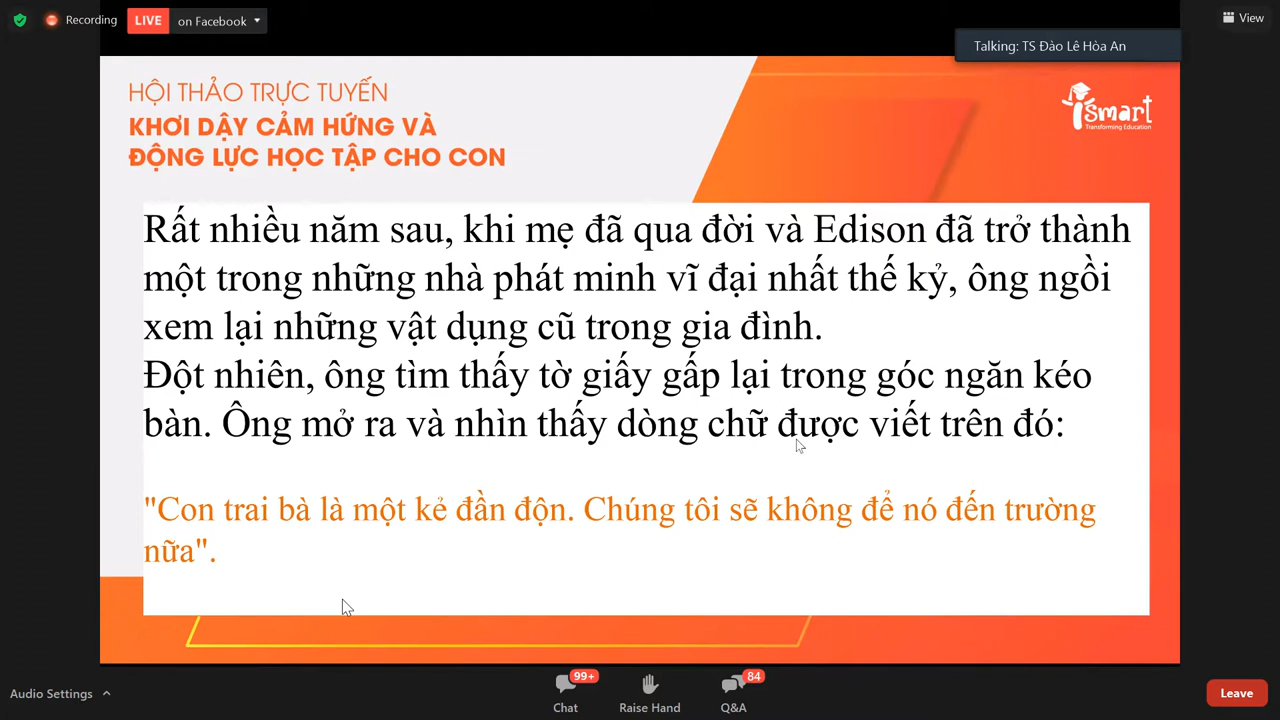 Recording
LIVE
on Facebook
View
Talking: TS Đào Lê Hòa An
HỘI THẢO TRỰC TUYẾN
KHƠI DẬY CẢM HỨNG VÀ
ĐỘNG LỰC HỌC TẬP CHO CON
iSmart
Transforming Education
Rất nhiều năm sau, khi mẹ đã qua đời và Edison đã trở thành
một trong những nhà phát minh vĩ đại nhất thế kỷ, ông ngồi
xem lại những vật dụng cũ trong gia đình.
Đột nhiên, ông tìm thấy tờ giấy gấp lại trong góc ngăn kéo
bàn. Ông mở ra và nhìn thấy dòng chữ được viết trên đó:
"Con trai bà là một kẻ đần độn. Chúng tôi sẽ không để nó đến trường
nữa".
Audio Settings
99+
Chat
Raise Hand
84
Q&A
Leave